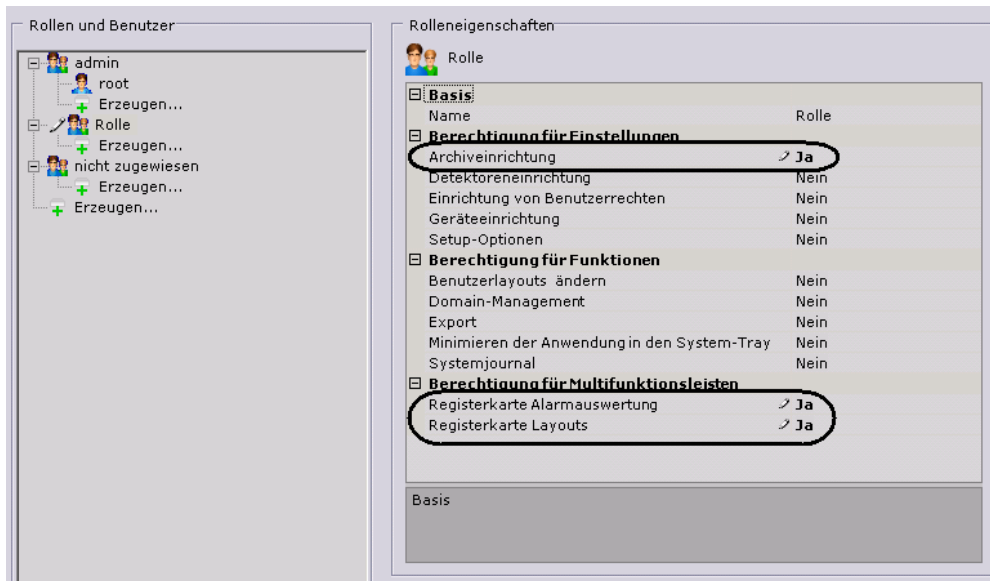 Rollen und Benutzer
admin
root
Erzeugen...
Rolle
Erzeugen...
nicht zugewiesen
Erzeugen...
Erzeugen...
Rolleneigenschaften
Rolle
Basis
Name Rolle
Berechtigung für Einstellungen
Archiveinrichtung Ja
Detektoreneinrichtung Nein
Einrichtung von Benutzerrechten Nein
Geräteeinrichtung Nein
Setup-Optionen Nein
Berechtigung für Funktionen
Benutzerlayouts ändern Nein
Domain-Management Nein
Export Nein
Minimieren der Anwendung in den System-Tray Nein
Systemjournal Nein
Berechtigung für Multifunktionsleisten
Registerkarte Alarmauswertung Ja
Registerkarte Layouts Ja
Basis